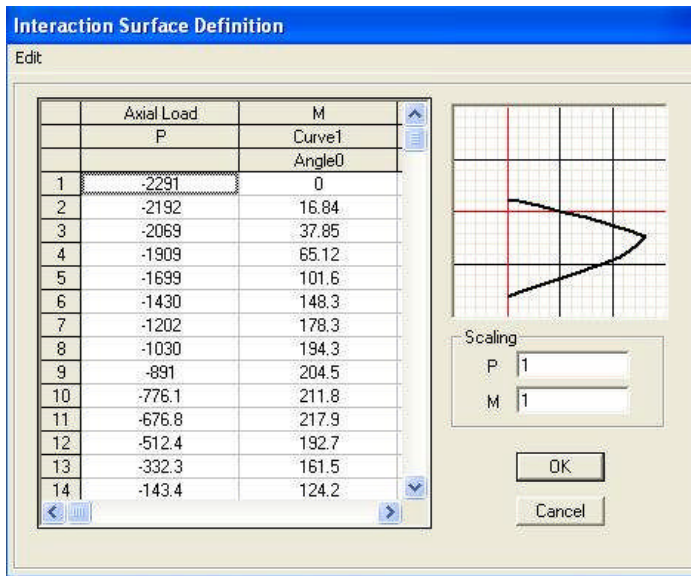 Interaction Surface Definition
Edit
Axial Load M
P Curve1
Angle0
1 -2291 0
2 -2192 16.84
3 -2069 37.85
4 -1909 65.12
5 -1699 101.6
6 -1430 148.3
7 -1202 178.3
8 -1030 194.3
9 -891 204.5
10 -776.1 211.8
11 -676.8 217.9
12 -512.4 192.7
13 -332.3 161.5
14 -143.4 124.2
Scaling
P 1
M 1
OK
Cancel